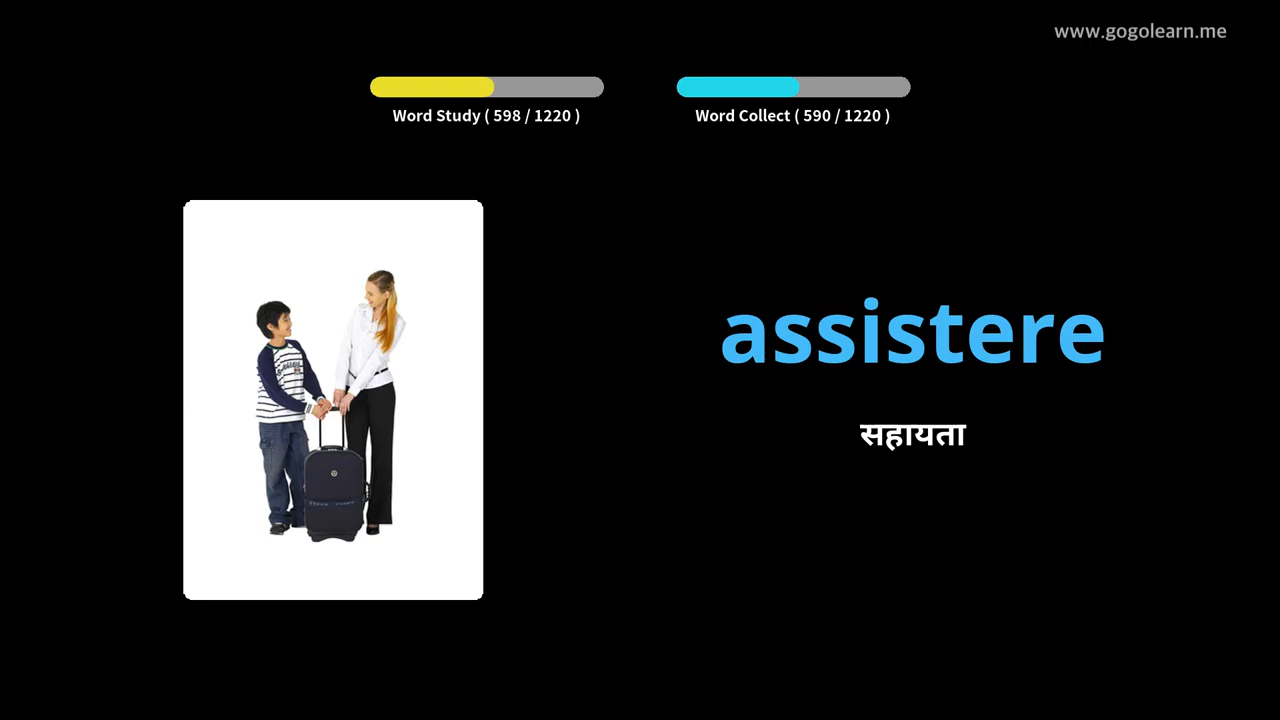 www.gogolearn.me
Word Study ( 598 / 1220 )
Word Collect ( 590 / 1220 )
assistere
सहायता